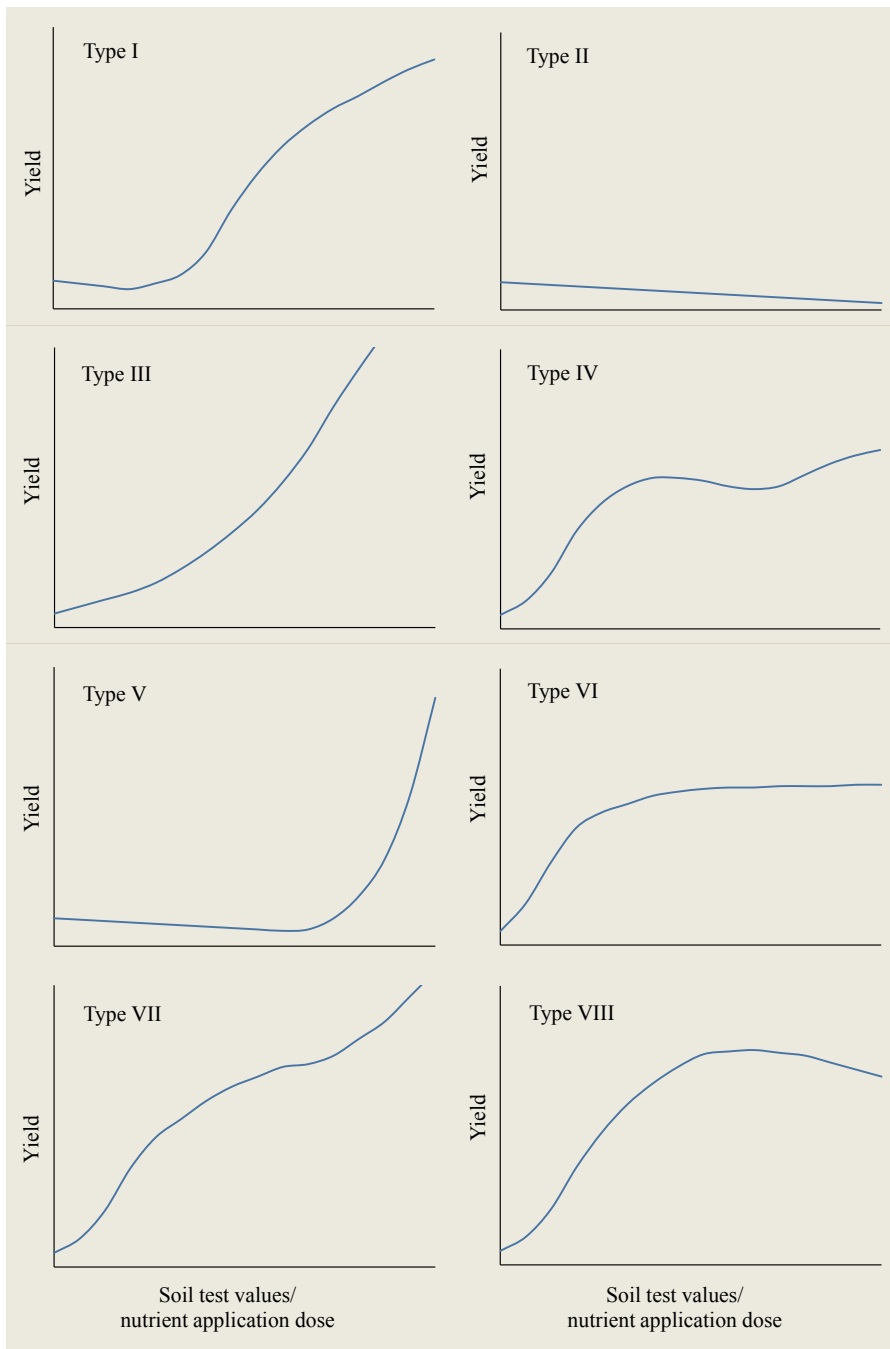 Type I
Yield
Type II
Yield
Type III
Yield
Type IV
Yield
Type V
Yield
Type VI
Yield
Type VII
Yield
Soil test values/
nutrient application dose
Type VIII
Yield
Soil test values/
nutrient application dose